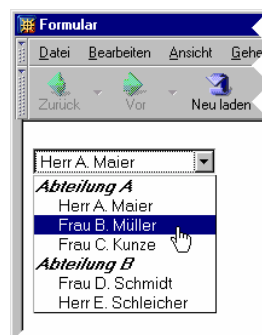 Formular
Datei Bearbeiten Ansicht Gehe
Zurück Vor Neu laden
Herr A. Maier
Abteilung A
Herr A. Maier
Frau B. Müller
Frau C. Kunze
Abteilung B
Frau D. Schmidt
Herr E. Schleicher